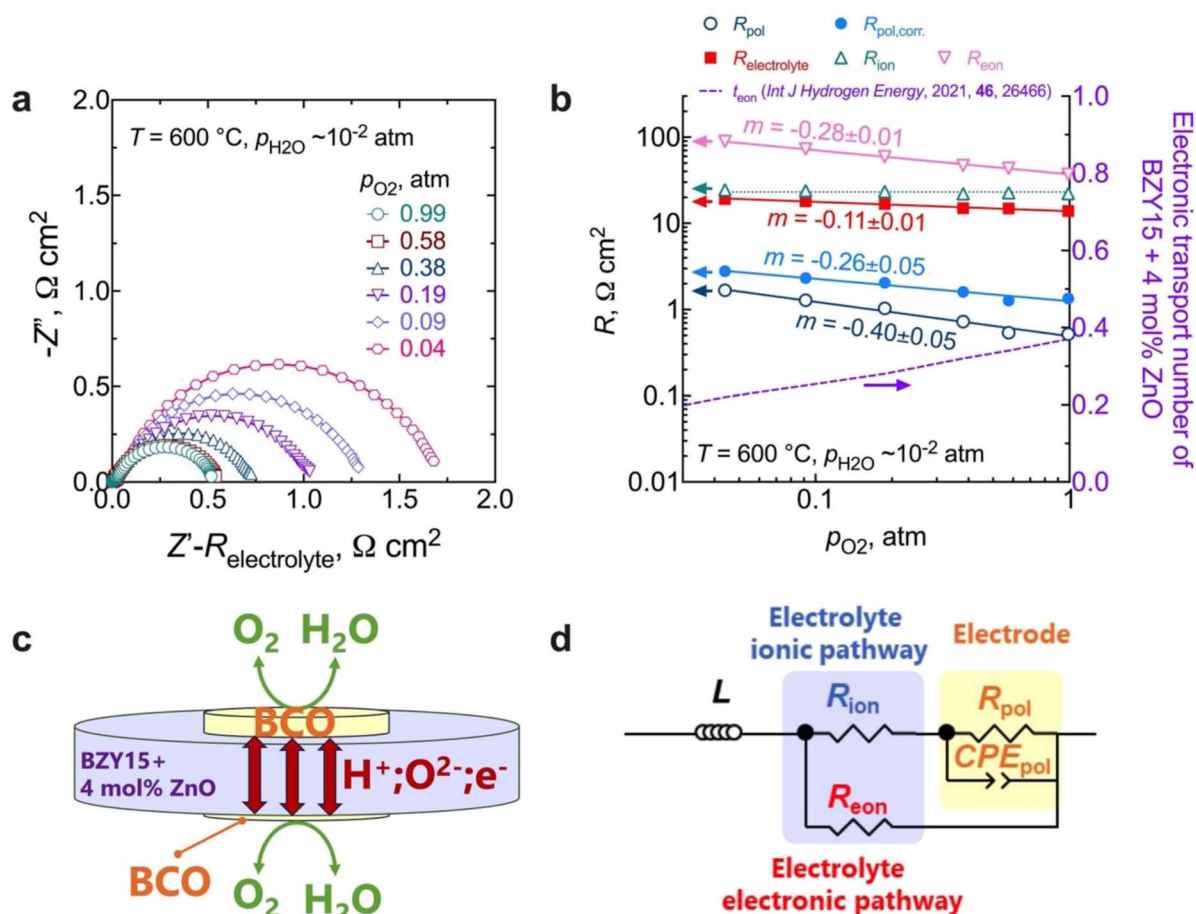 a
2.0
1.5
1.0
0.5
0.0
0.0 0.5 1.0 1.5 2.0
-Z", Ω cm²
Z'-Relectrolyte, Ω cm²
T = 600 °C, pH2O ~10⁻² atm
pO2, atm
0.99
0.58
0.38
0.19
0.09
0.04
b
Rpol Rpol,corr.
Relectrolyte Rion Reon
teon (Int J Hydrogen Energy, 2021, 46, 26466)
100
10
1
0.1
0.01
R, Ω cm²
m = -0.28±0.01
m = -0.11±0.01
m = -0.26±0.05
m = -0.40±0.05
T = 600 °C, pH2O ~10⁻² atm
0.1 1
pO2, atm
1.0
0.8
0.6
0.4
0.2
0.0
Electronic transport number of
BZY15 + 4 mol% ZnO
c
O₂ H₂O
BCO
BZY15+
4 mol% ZnO
H⁺;O²⁻;e⁻
BCO
O₂ H₂O
d
Electrolyte
ionic pathway
Electrode
L
Rion
Rpol
CPEpol
Reon
Electrolyte
electronic pathway